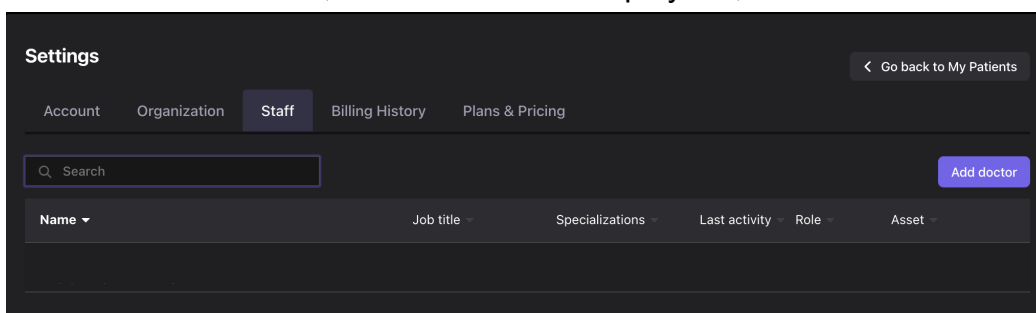 Settings
Go back to My Patients
Account Organization Staff Billing History Plans & Pricing
Search
Add doctor
Name Job title Specializations Last activity Role Asset